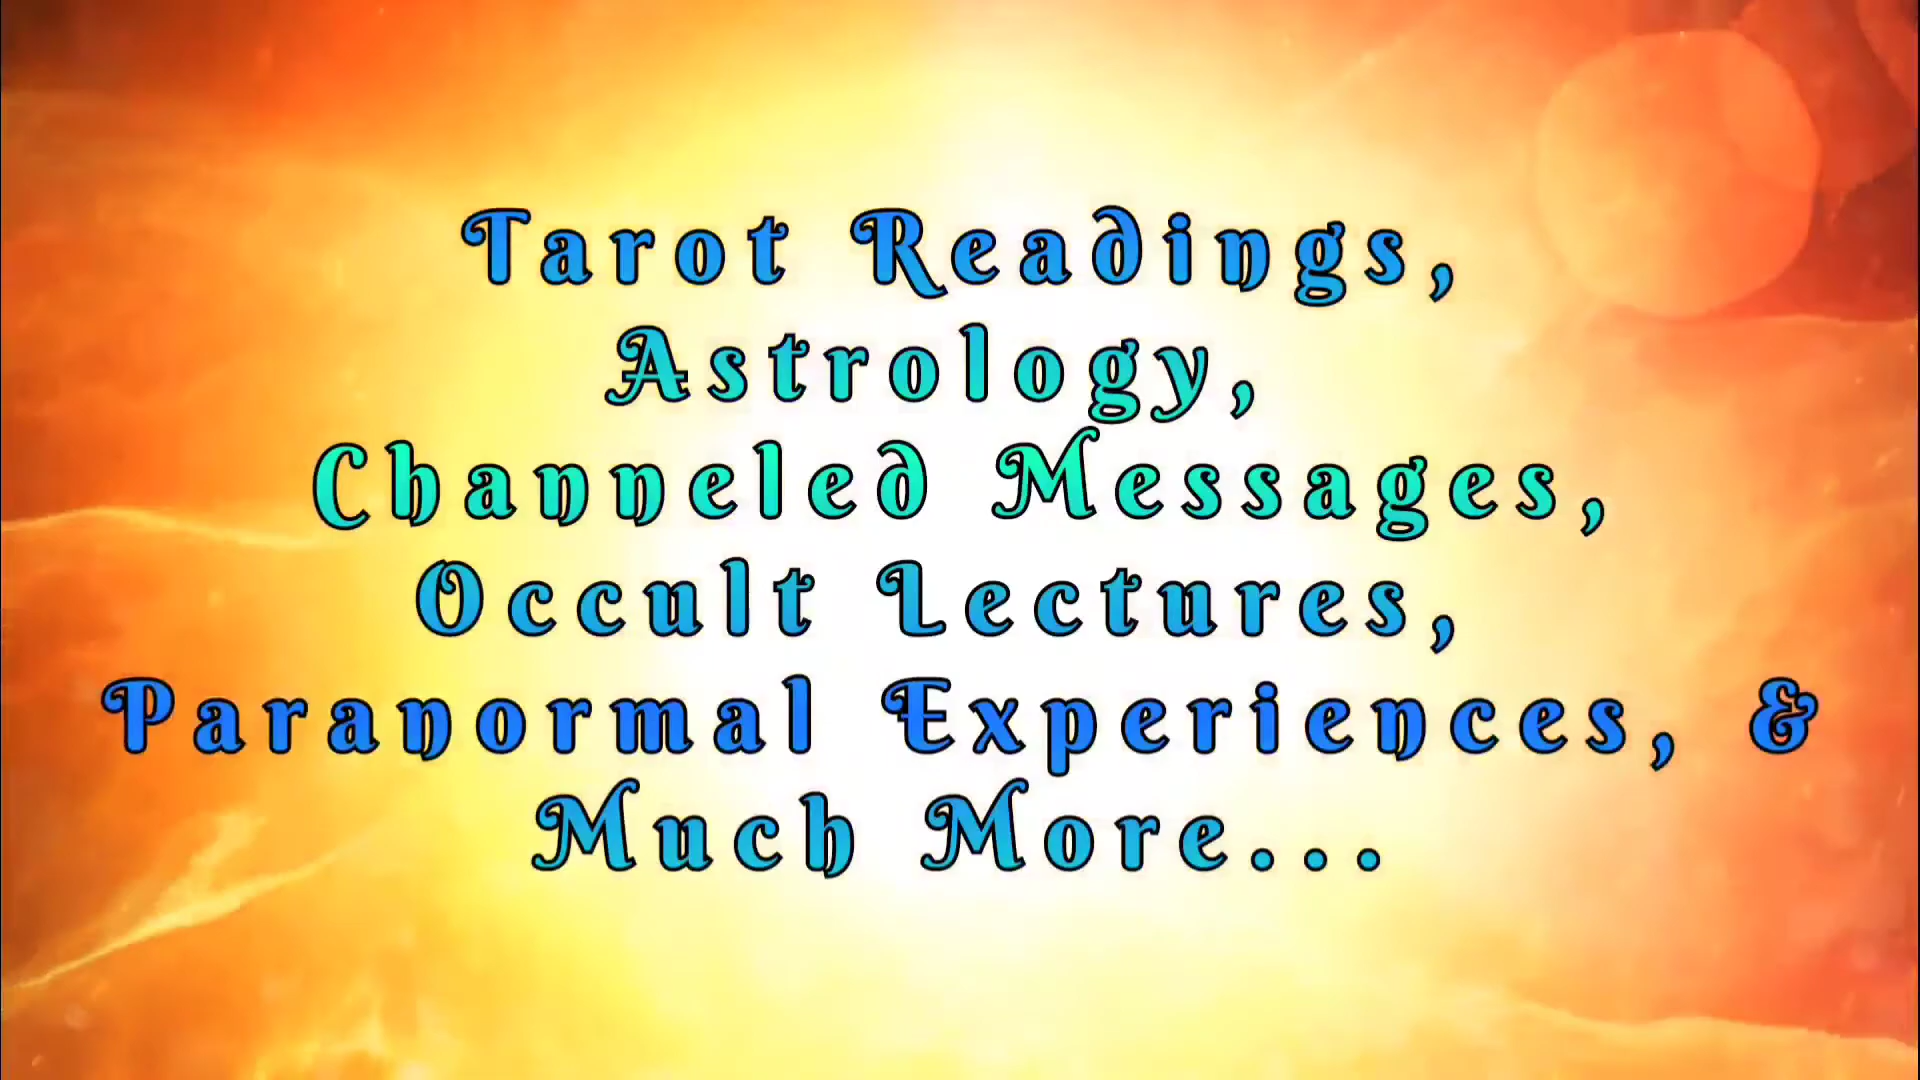 Tarot Readings,
Astrology,
Channeled Messages,
Occult Lectures,
Paranormal Experiences, &
Much More...